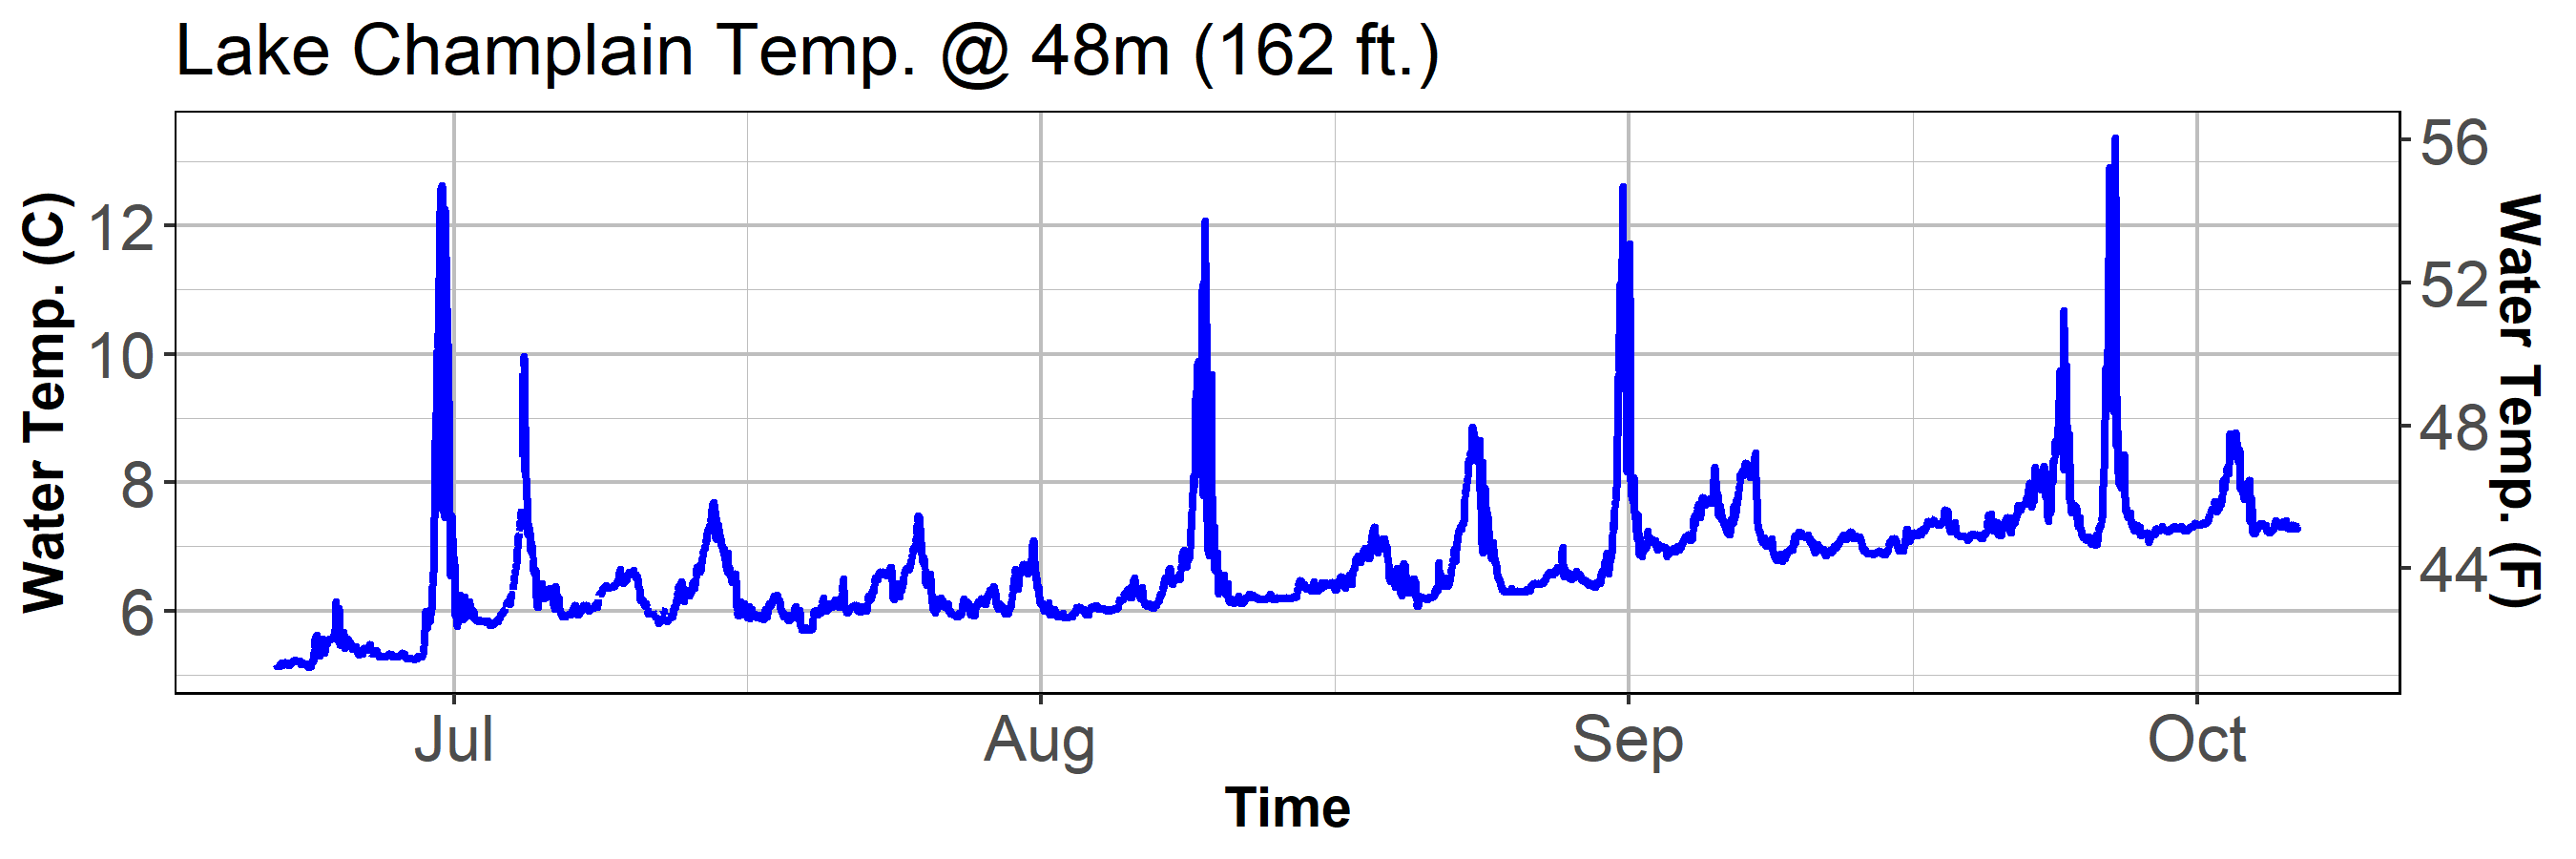 Lake Champlain Temp. @ 48m (162 ft.)
Water Temp. (C)
12
10
8
6
56
52
48
44
Water Temp. (F)
Jul Aug Sep Oct
Time